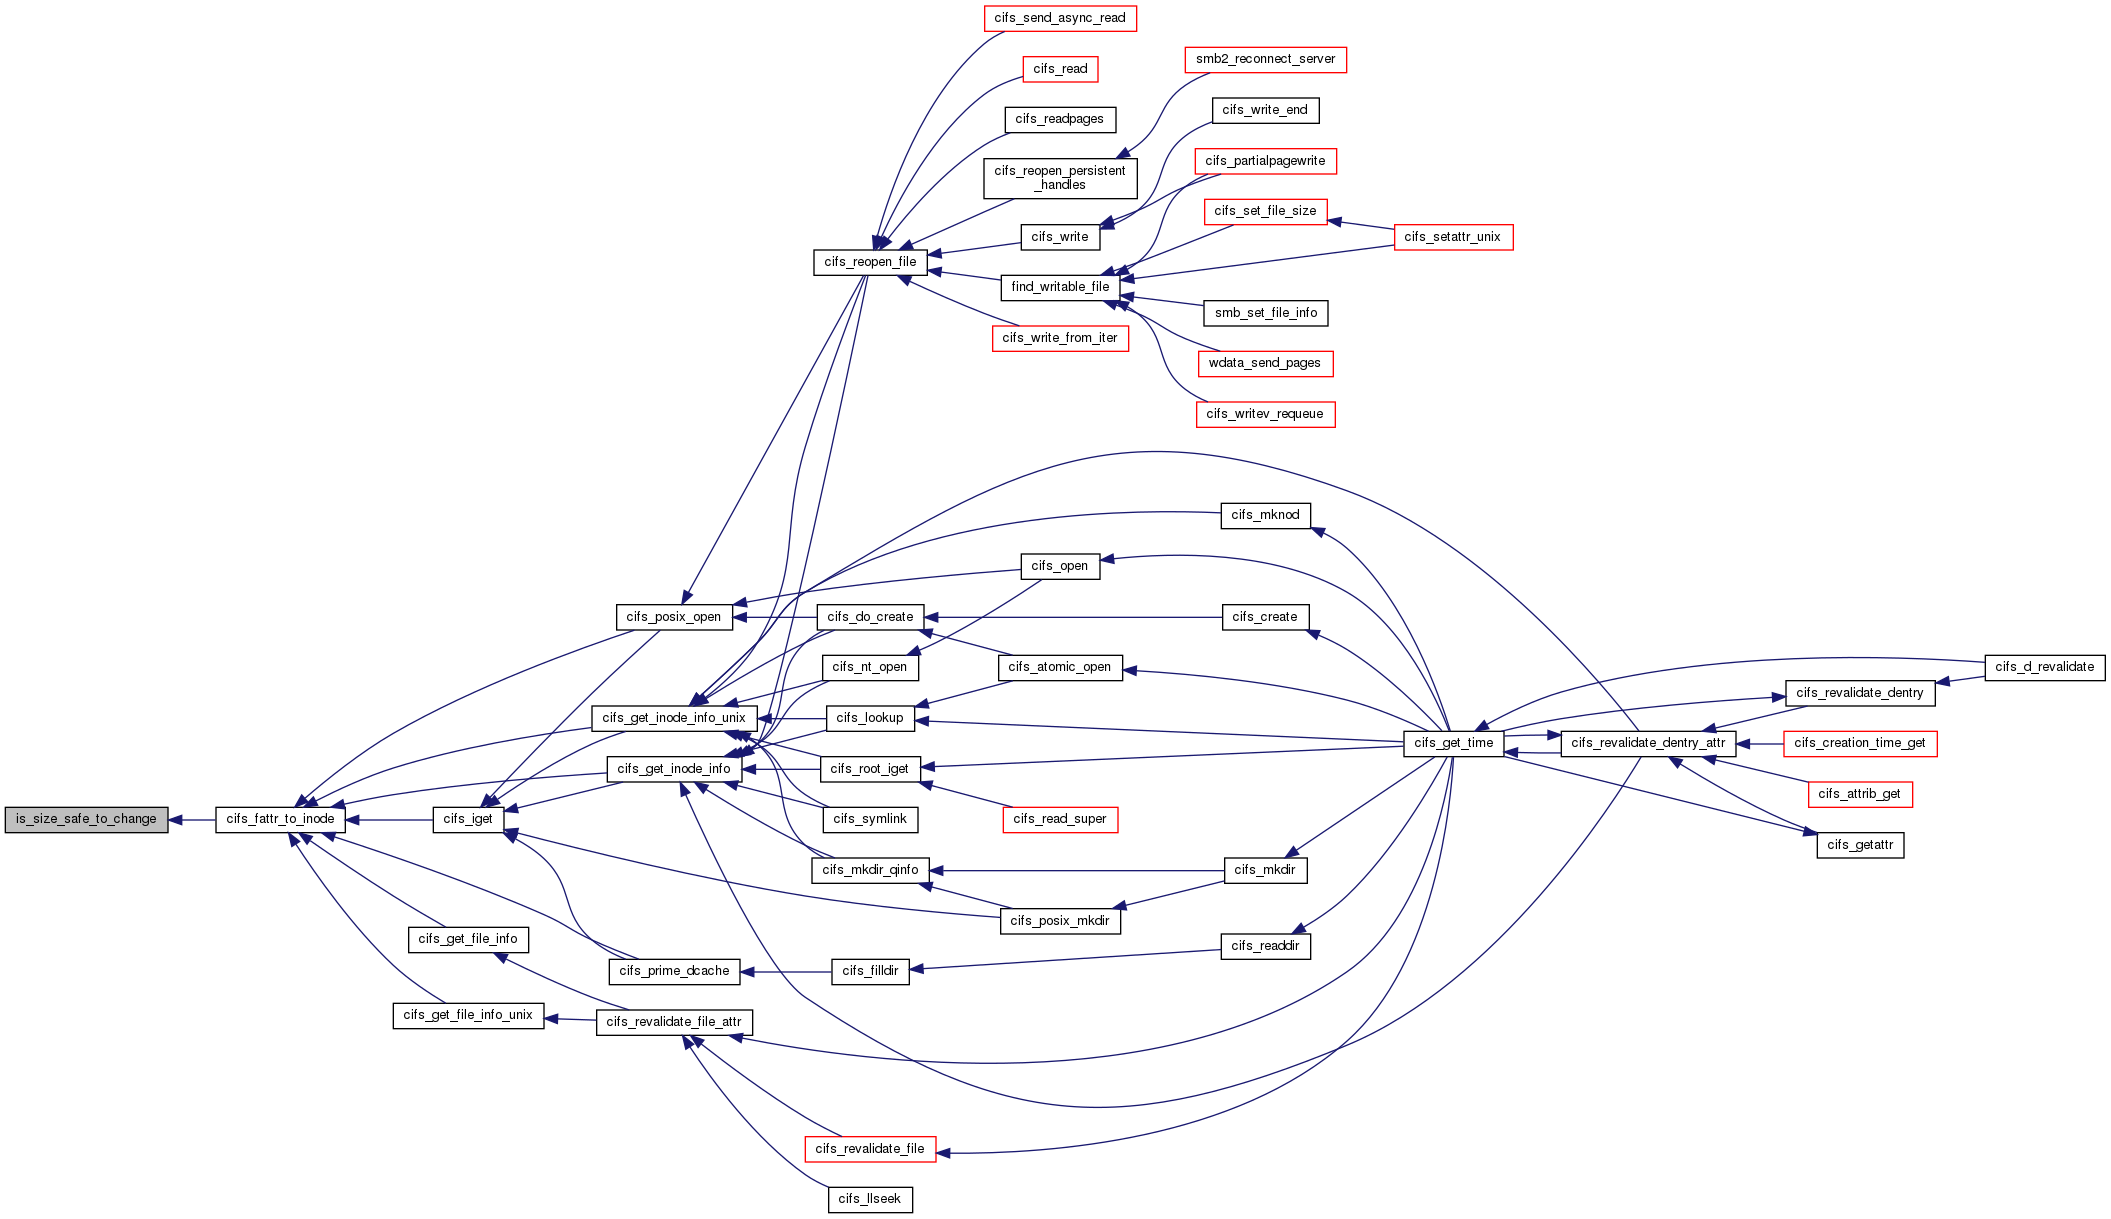 cifs_send_async_read
smb2_reconnect_server
cifs_read
cifs_write_end
cifs_readpages
cifs_partialpagewrite
cifs_reopen_persistent
_handles
cifs_set_file_size
cifs_write
cifs_setattr_unix
cifs_reopen_file
find_writable_file
smb_set_file_info
cifs_write_from_iter
wdata_send_pages
cifs_writev_requeue
cifs_mknod
cifs_open
cifs_posix_open
cifs_do_create
cifs_create
cifs_nt_open
cifs_atomic_open
cifs_d_revalidate
cifs_revalidate_dentry
cifs_get_inode_info_unix
cifs_lookup
cifs_get_time
cifs_revalidate_dentry_attr
cifs_creation_time_get
cifs_get_inode_info
cifs_root_iget
cifs_attrib_get
is_size_safe_to_change
cifs_fattr_to_inode
cifs_iget
cifs_symlink
cifs_read_super
cifs_getattr
cifs_mkdir_qinfo
cifs_mkdir
cifs_posix_mkdir
cifs_get_file_info
cifs_readdir
cifs_prime_dcache
cifs_filldir
cifs_get_file_info_unix
cifs_revalidate_file_attr
cifs_revalidate_file
cifs_llseek